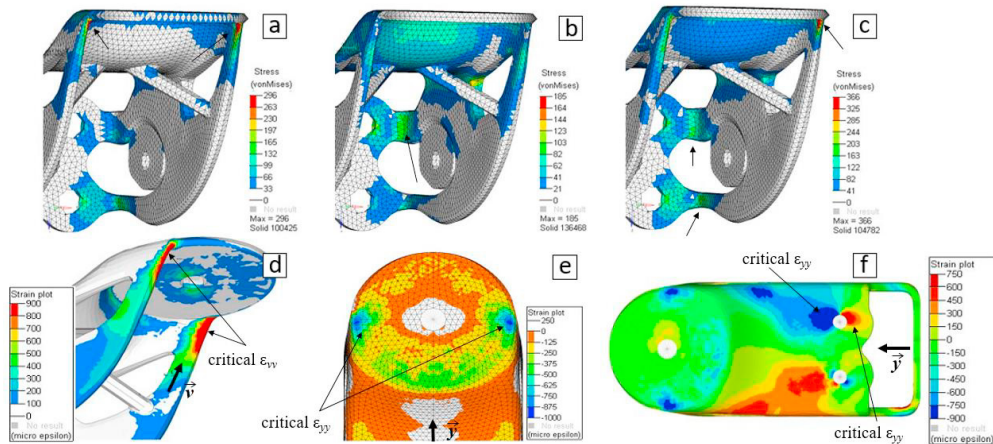 a
Stress
(vonMises)
296
263
230
197
165
132
99
66
33
0
No result
Max = 296
Solid 100425
b
Stress
(vonMises)
185
164
144
123
103
82
62
41
21
0
No result
Max = 185
Solid 136468
c
Stress
(vonMises)
366
325
285
244
203
163
122
81
41
0
No result
Max = 366
Solid 104782
d
Strain plot
900
800
700
600
500
400
300
200
100
0
No result
(micro epsilon)
critical εvv
v
e
Strain plot
250
0
-125
-250
-375
-500
-625
-750
-875
-1000
No result
(micro epsilon)
critical εyy
y
f
critical εyy
critical εyy
y
Strain plot
750
600
450
300
150
0
-150
-300
-450
-600
-750
-900
No result
(micro epsilon)